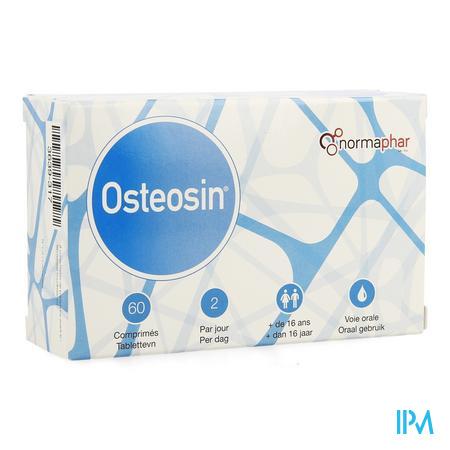 normaphar
Osteosin®
60
Comprimés
Tablettevn
2
Par jour
Per dag
+ de 16 ans
+ dan 16 jaar
Voie orale
Oraal gebruik
IPM